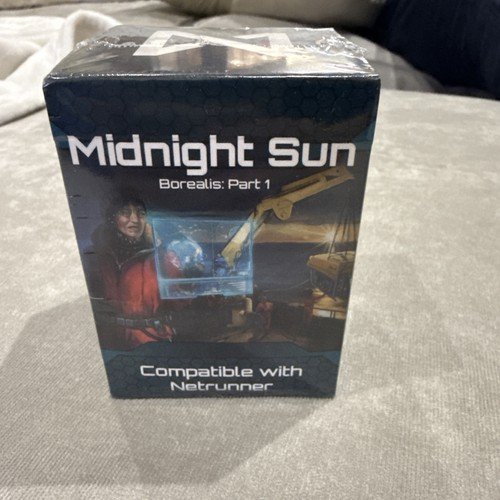 Midnight Sun
Borealis: Part 1
Compatible with
Netrunner